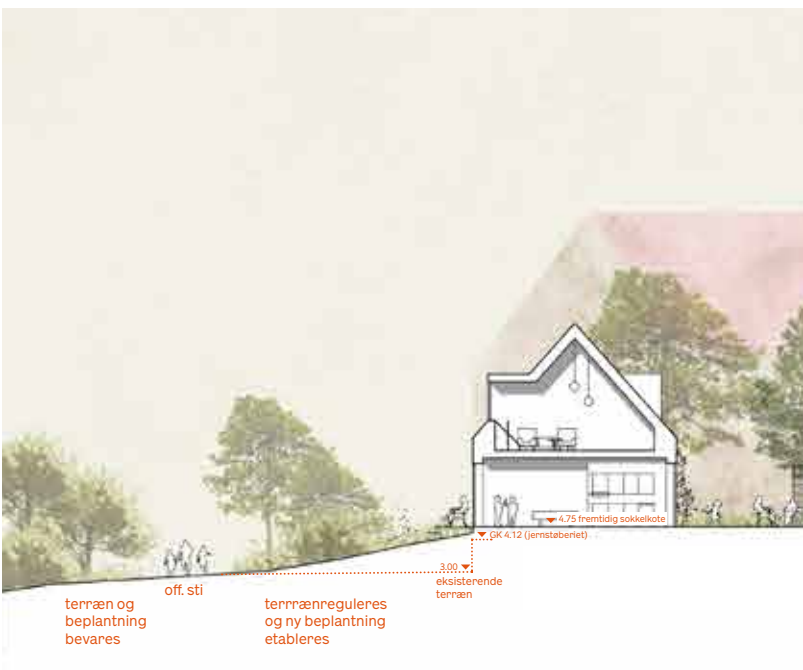 4.75 fremtidig sokkelkote
GK 4.12 (jernstøberiet)
3.00
eksisterende
terræn
off. sti
terræn og
beplantning
bevares
terrrænreguleres
og ny beplantning
etableres